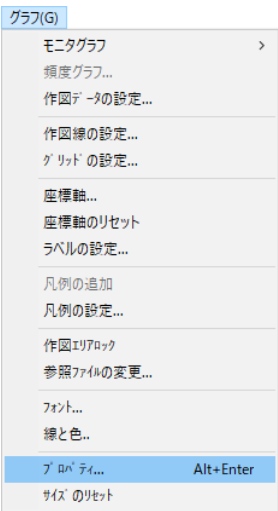 グラフ(G)
モニタグラフ >
頻度グラフ...
作図ﾃﾞｰﾀの設定...
作図線の設定...
ｸﾞﾘｯﾄﾞの設定...
座標軸...
座標軸のリセット
ラベルの設定...
凡例の追加
凡例の設定...
作図ｴﾘｱﾛｯｸ
参照ﾌｧｲﾙの変更...
ﾌｫﾝﾄ...
線と色..
ﾌﾟﾛﾊﾟﾃｨ... Alt+Enter
ｻｲｽﾞのﾘｾｯﾄ